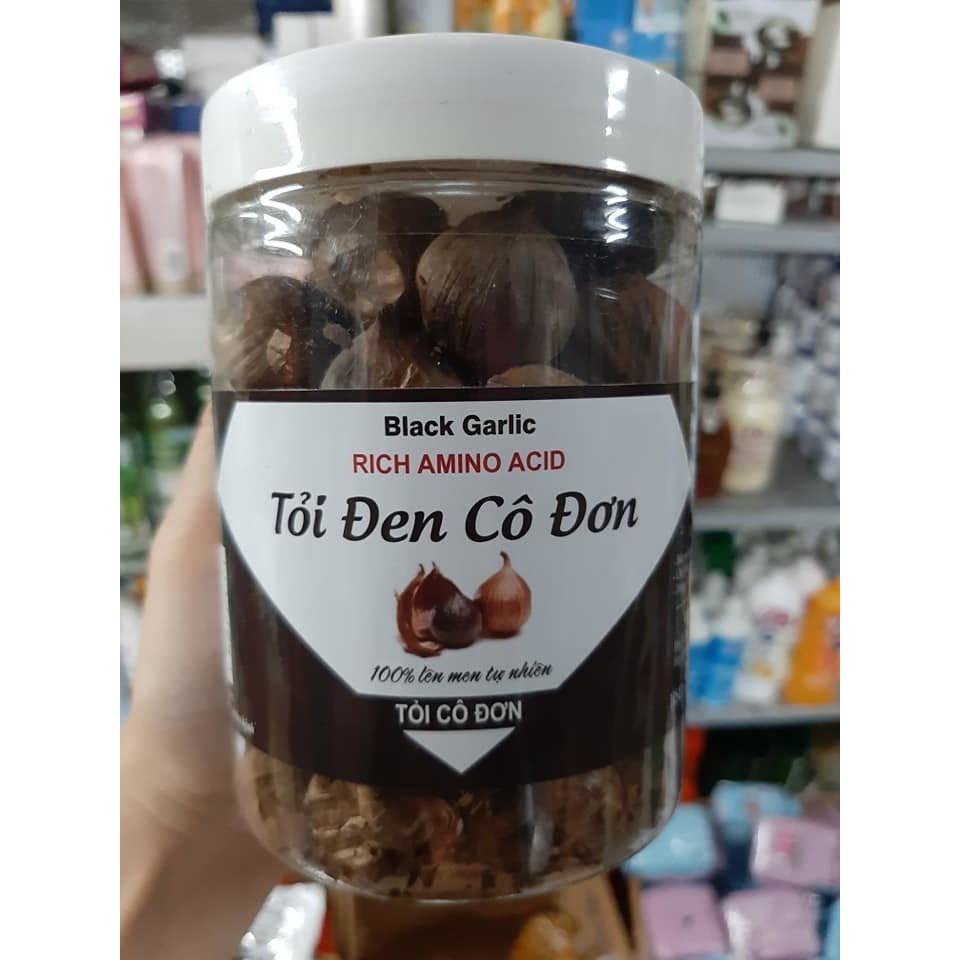 Black Garlic
RICH AMINO ACID
Tỏi Đen Cô Đơn
100% lên men tự nhiên
TỎI CÔ ĐƠN